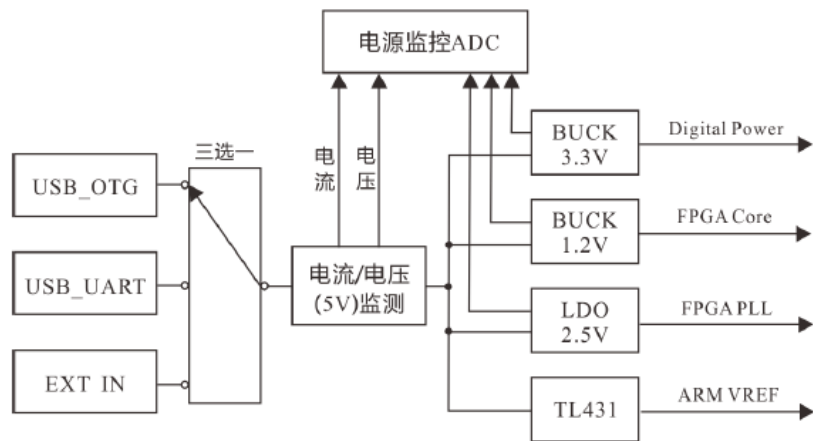 电源监控ADC
三选一
电流
电压
USB_OTG
USB_UART
EXT IN
电流/电压
(5V)监测
BUCK
3.3V
Digital Power
BUCK
1.2V
FPGA Core
LDO
2.5V
FPGA PLL
TL431
ARM VREF